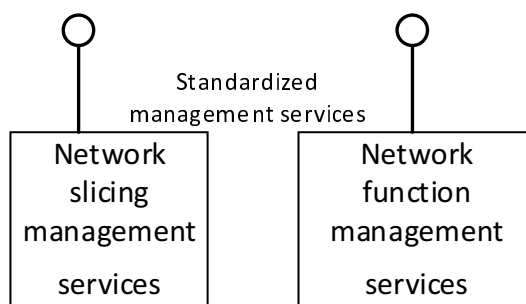 Standardized
management services
Network
slicing
management
services
Network
function
management
services